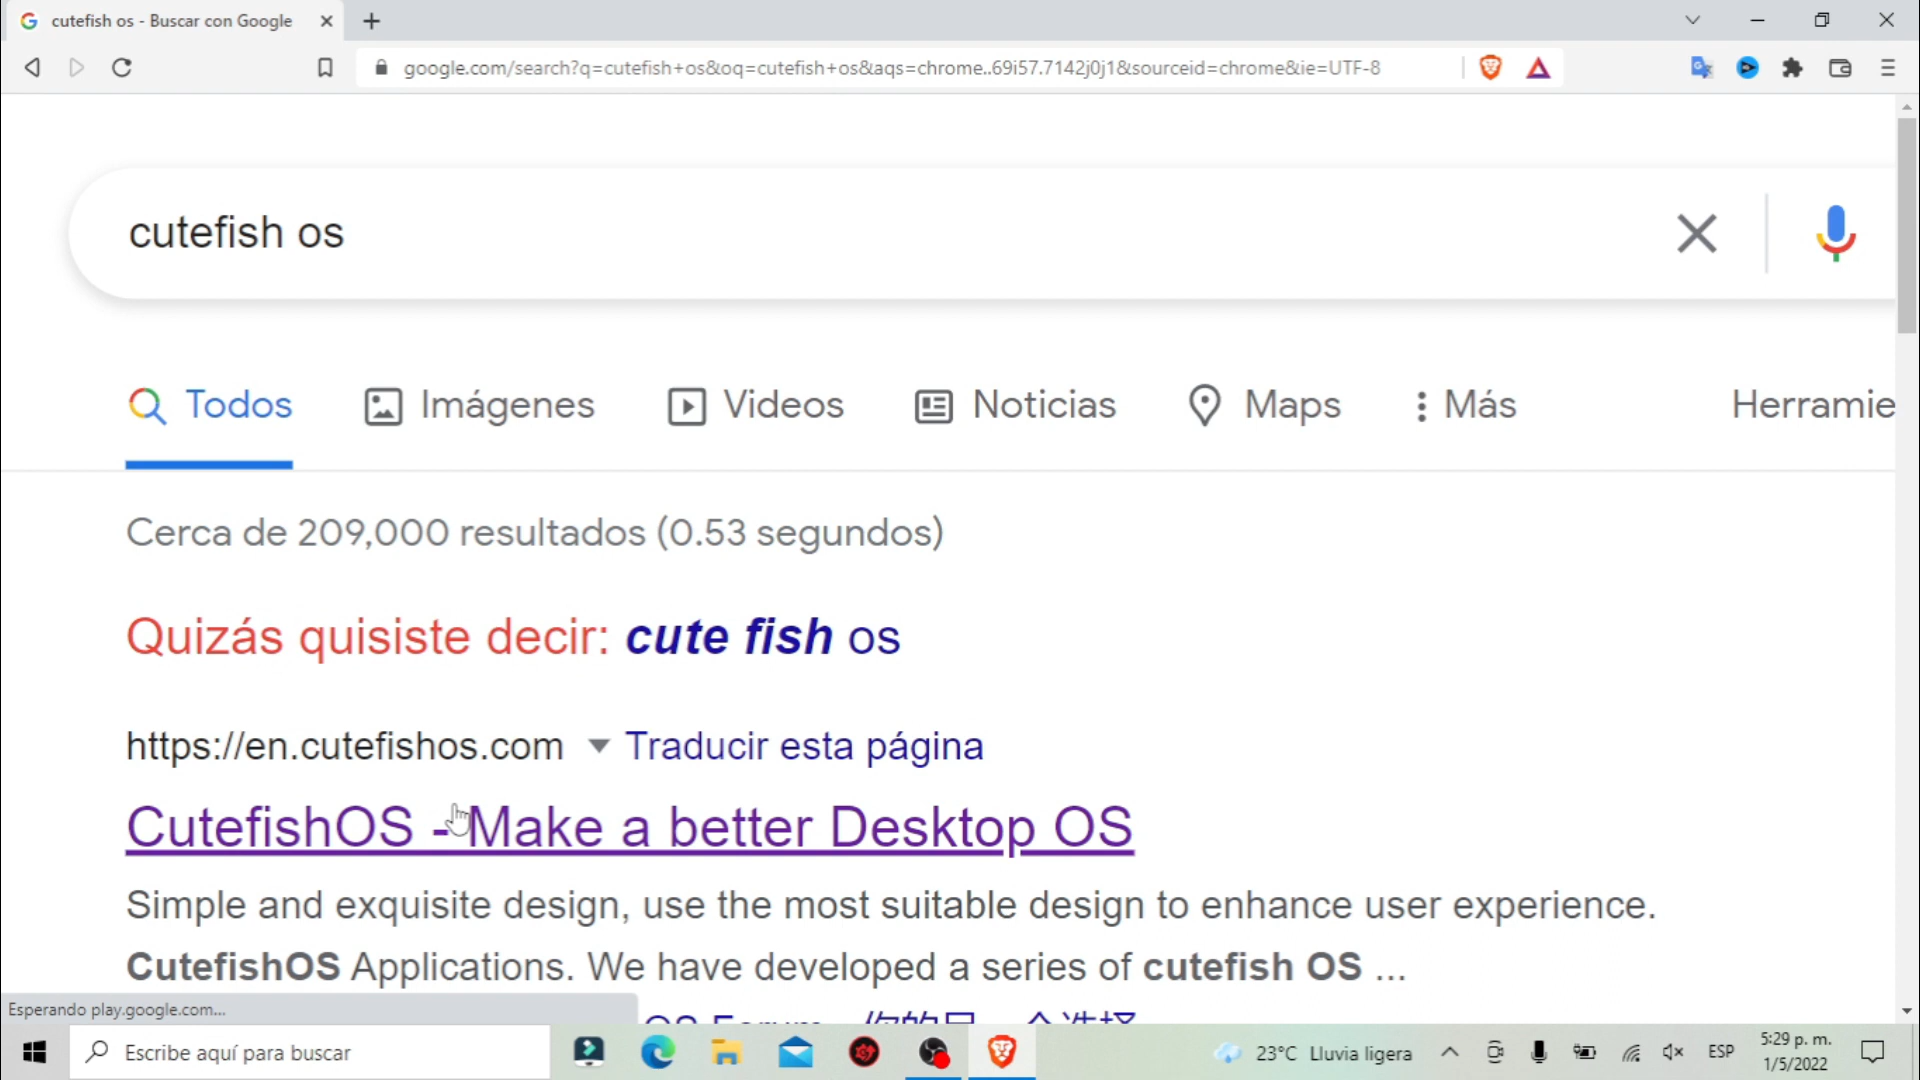 cutefish os - Buscar con Google
google.com/search?q=cutefish+os&oq=cutefish+os&aqs=chrome..69i57.7142j0j1&sourceid=chrome&ie=UTF-8
cutefish os
Todos Imágenes Videos Noticias Maps Más Herramie
Cerca de 209,000 resultados (0.53 segundos)
Quizás quisiste decir: cute fish os
https://en.cutefishos.com Traducir esta página
CutefishOS - Make a better Desktop OS
Simple and exquisite design, use the most suitable design to enhance user experience.
CutefishOS Applications. We have developed a series of cutefish OS ...
Esperando play.google.com...
Escribe aquí para buscar
23°C Lluvia ligera
ESP
5:29 p. m.
1/5/2022